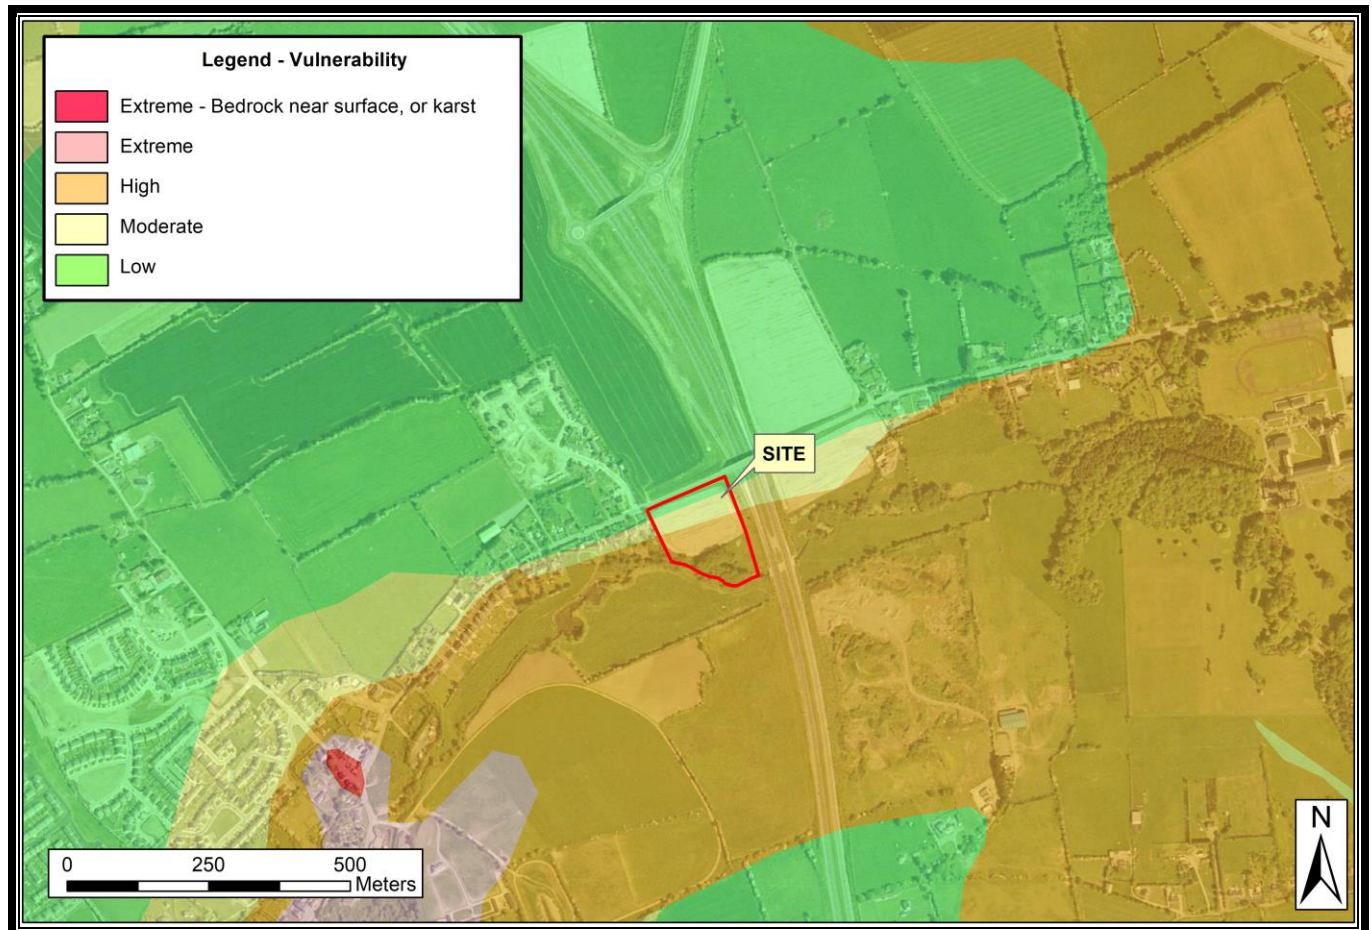 Legend - Vulnerability
Extreme - Bedrock near surface, or karst
Extreme
High
Moderate
Low
SITE
0 250 500
Meters
N